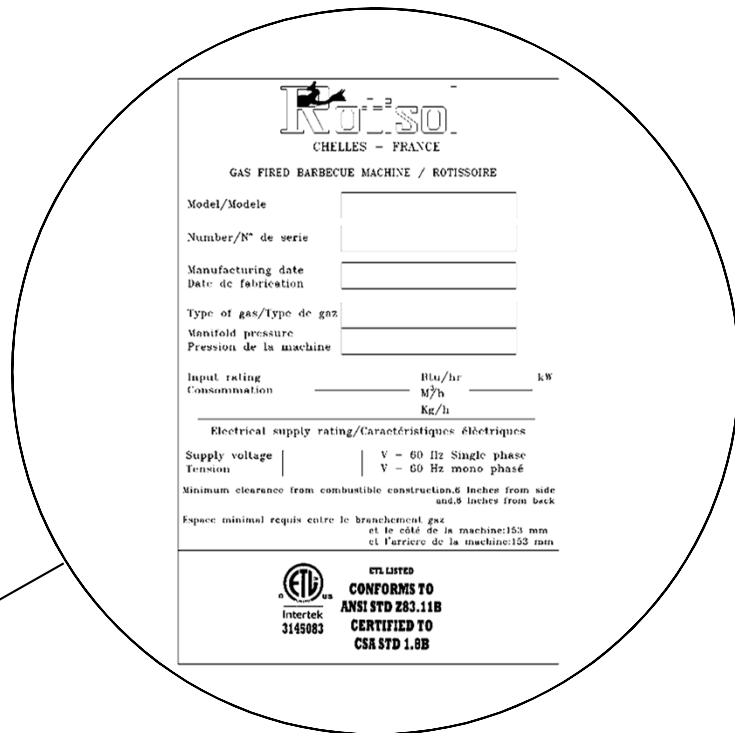 Rotisol
CHELLES - FRANCE
GAS FIRED BARBECUE MACHINE / ROTISSOIRE
Model/Modele
Number/N° de serie
Manufacturing date
Date de fabrication
Type of gas/Type de gaz
Manifold pressure
Pression de la machine
Input rating Btu/hr kW
Consommation M³/h
Kg/h
Electrical supply rating/Caractéristiques élèctriques
Supply voltage V - 60 Hz Single phase
Tension V - 60 Hz mono phasé
Minimum clearance from combustible construction.6 Inches from side
and.6 Inches from back
Espace minimal requis entre le branchement gaz
et le côté de la machine:153 mm
et l'arriere de la machine:153 mm
ETL LISTED
CONFORMS TO
ANSI STD Z83.11B
CERTIFIED TO
CSA STD 1.8B
ETL
C US
Intertek
3145083